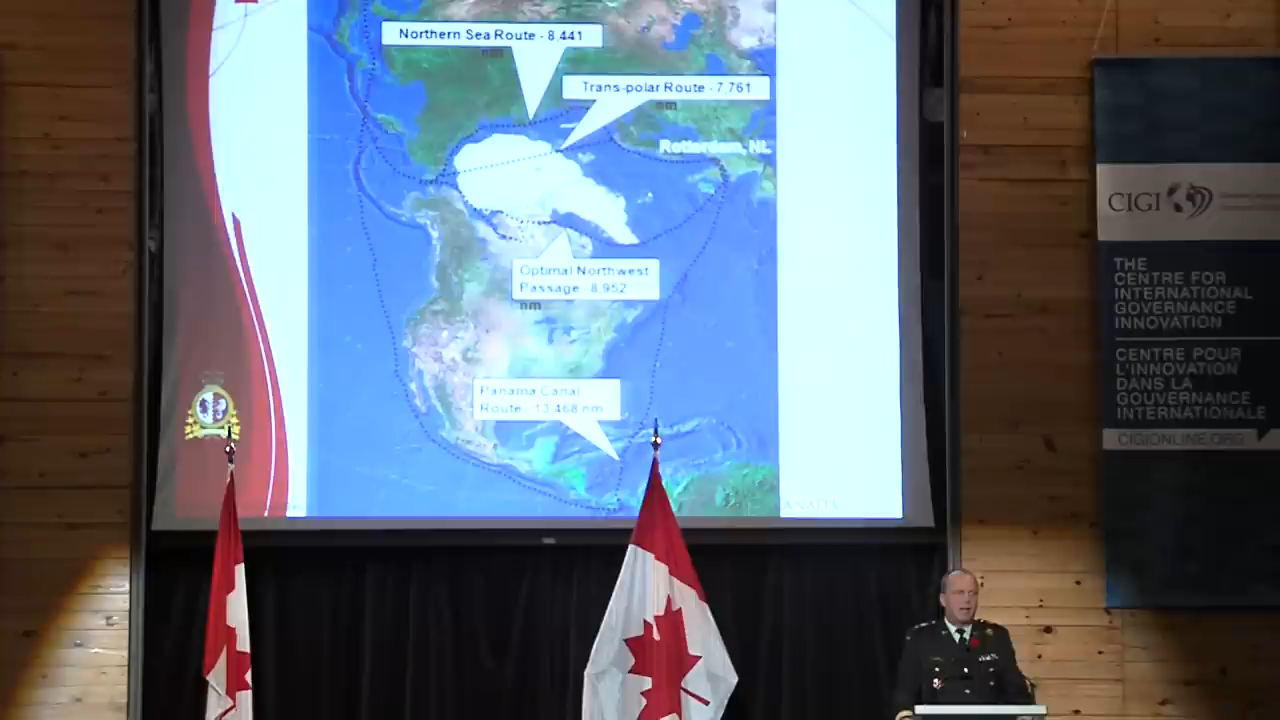 Northern Sea Route - 8,441
nm
Trans-polar Route - 7,761
nm
Rotterdam, NL
Optimal Northwest
Passage - 8,952
nm
Panama Canal
Route - 13,468 nm
CANADA
CIGI
THE
CENTRE FOR
INTERNATIONAL
GOVERNANCE
INNOVATION
CENTRE POUR
L'INNOVATION
DANS LA
GOUVERNANCE
INTERNATIONALE
CIGIONLINE.ORG